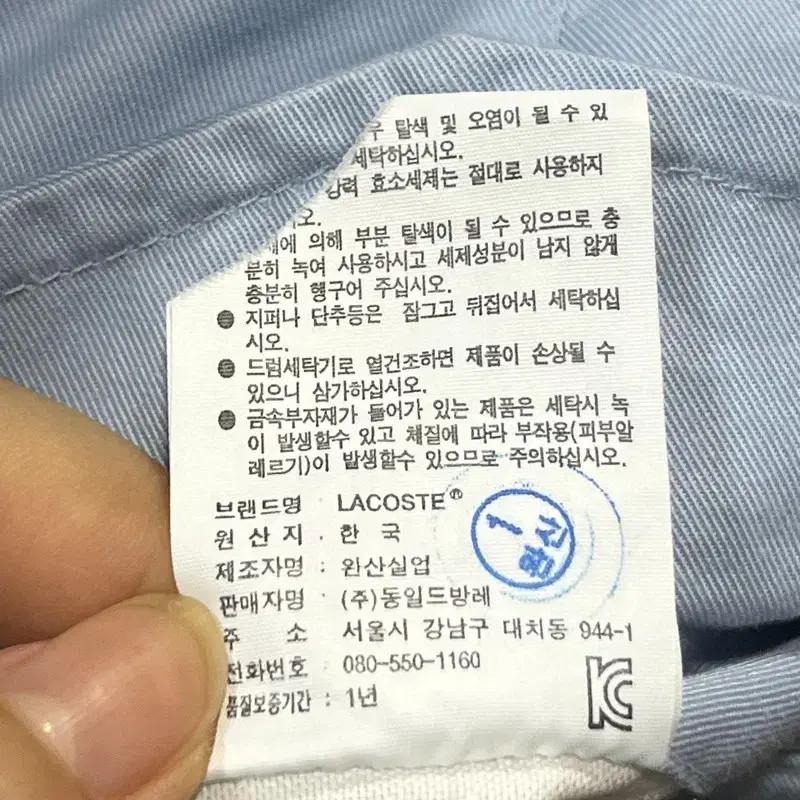 탈색 및 오염이 될 수 있
세탁하십시오.
강력 효소세제는 절대로 사용하지
오.
에 의해 부분 탈색이 될 수 있으므로 충
분히 녹여 사용하시고 세제성분이 남지 않게
충분히 행구어 주십시오.
● 지퍼나 단추등은 잠그고 뒤집어서 세탁하십
시오.
● 드럼세탁기로 열건조하면 제품이 손상될 수
있으니 삼가하십시오.
● 금속부자재가 들어가 있는 제품은 세탁시 녹
이 발생할수 있고 체질에 따라 부작용(피부알
레르기)이 발생할수 있으므로 주의하십시오.
브랜드명 : LACOSTE®
원 산 지 : 한 국
제조자명 : 완산실업
판매자명 : (주)동일드방레
주 소 서울시 강남구 대치동 944-1
전화번호 : 080-550-1160
품질보증기간 : 1년
1
완산